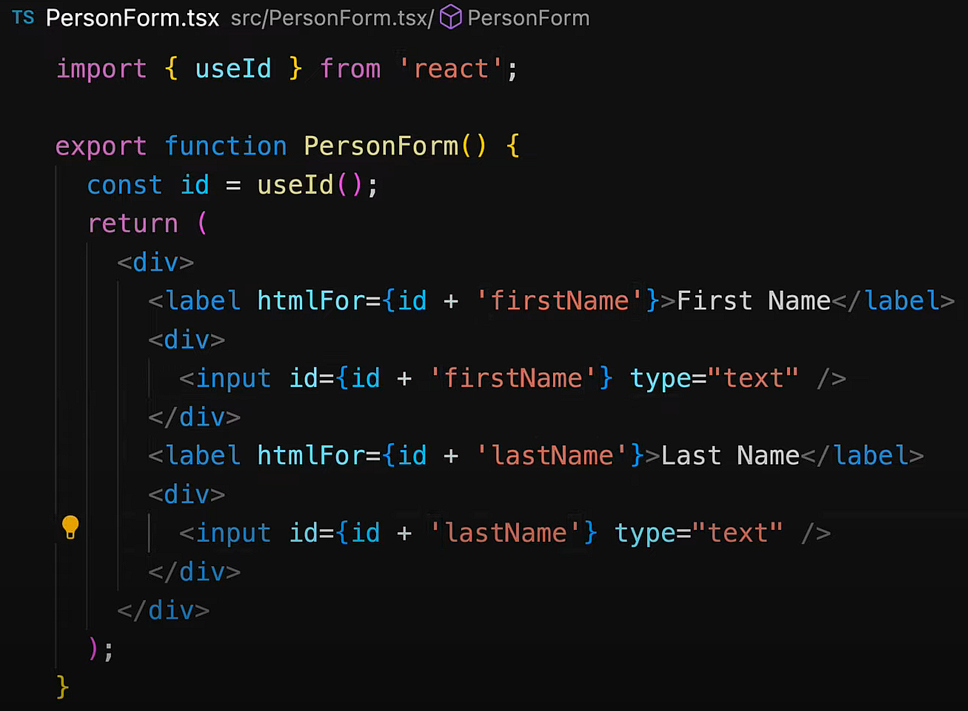 TS PersonForm.tsx src/PersonForm.tsx/ PersonForm
import { useId } from 'react';
export function PersonForm() {
const id = useId();
return (
<div>
<label htmlFor={id + 'firstName'}>First Name</label>
<div>
<input id={id + 'firstName'} type="text" />
</div>
<label htmlFor={id + 'lastName'}>Last Name</label>
<div>
<input id={id + 'lastName'} type="text" />
</div>
</div>
);
}